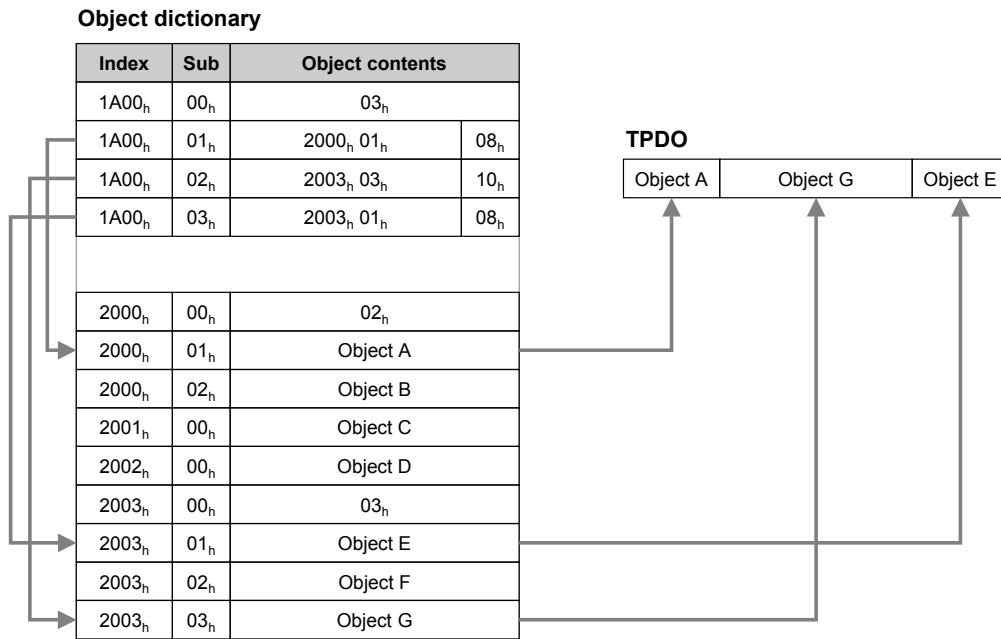 Object dictionary
Index Sub Object contents
1A00h 00h 03h
1A00h 01h 2000h 01h 08h
1A00h 02h 2003h 03h 10h
1A00h 03h 2003h 01h 08h
2000h 00h 02h
2000h 01h Object A
2000h 02h Object B
2001h 00h Object C
2002h 00h Object D
2003h 00h 03h
2003h 01h Object E
2003h 02h Object F
2003h 03h Object G
TPDO
Object A Object G Object E